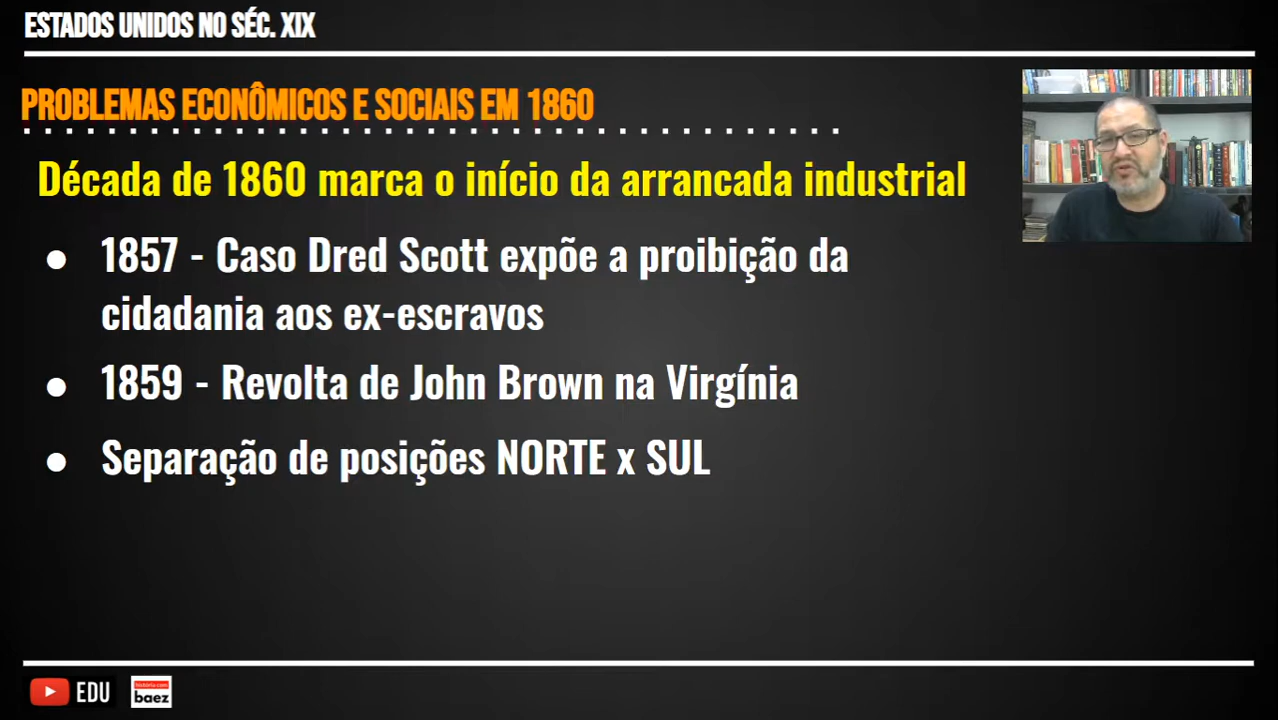 ESTADOS UNIDOS NO SÉC. XIX
PROBLEMAS ECONÔMICOS E SOCIAIS EM 1860
Década de 1860 marca o início da arrancada industrial
● 1857 - Caso Dred Scott expõe a proibição da
cidadania aos ex-escravos
● 1859 - Revolta de John Brown na Virgínia
● Separação de posições NORTE x SUL
EDU
história com
baez